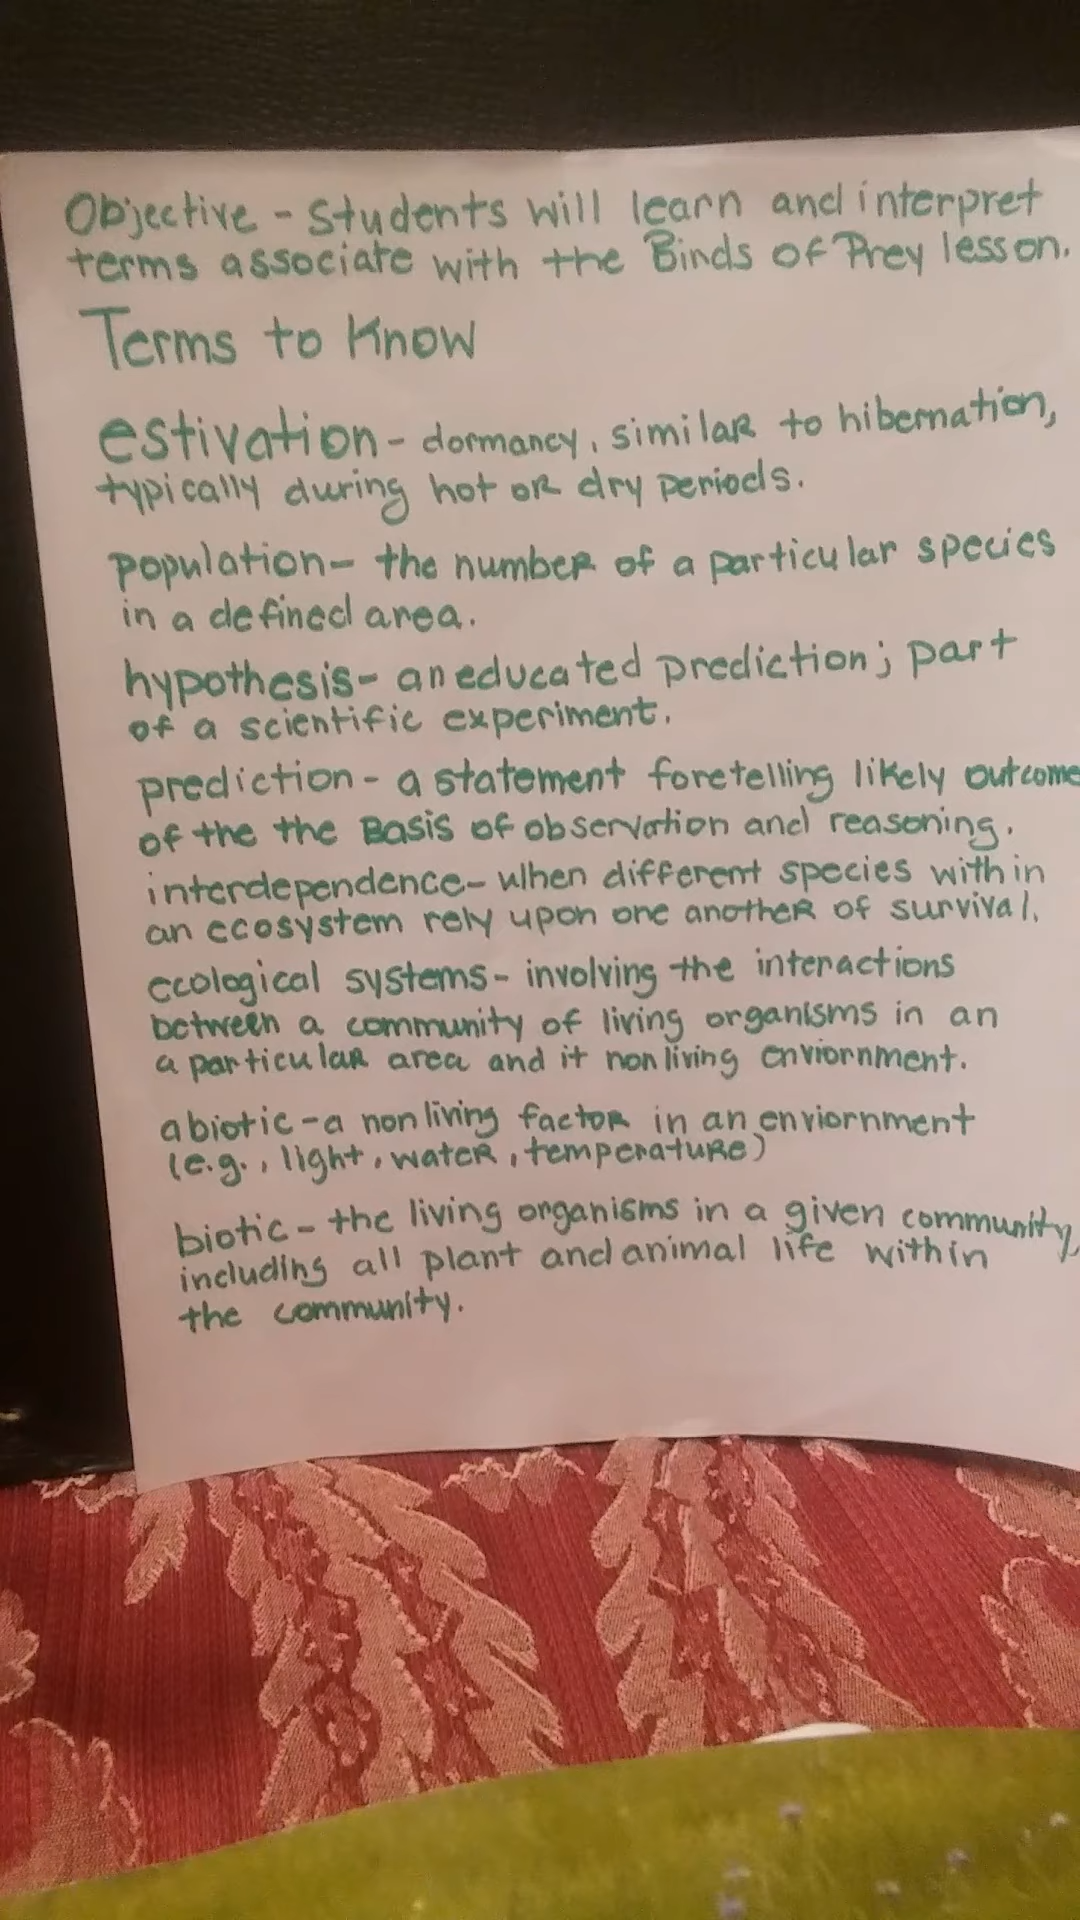 Objective - Students will learn and interpret
terms associate with the Binds of Prey lesson.
Terms to Know
estivation - dormancy, similar to hibernation,
typically during hot or dry periods.
population - the number of a particular species
in a defined area.
hypothesis - an educated prediction; part
of a scientific experiment.
prediction - a statement foretelling likely outcome
of the the Basis of observation and reasoning.
interdependence - when different species within
an ecosystem rely upon one another of survival.
ecological systems - involving the interactions
between a community of living organisms in an
a particular area and it nonliving enviornment.
abiotic - a nonliving factor in an enviornment
(e.g., light, water, temperature)
biotic - the living organisms in a given community,
including all plant and animal life within
the community.